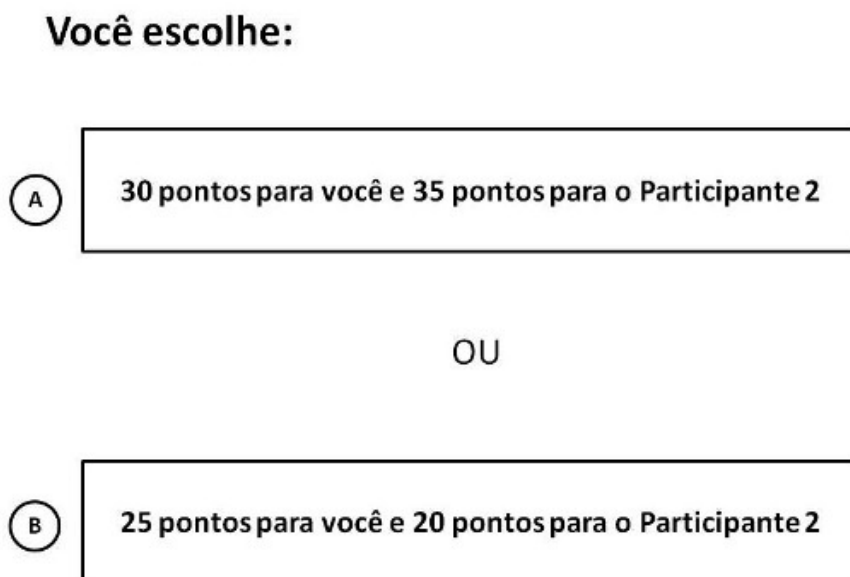 Você escolhe:
A
30 pontos para você e 35 pontos para o Participante 2
OU
B
25 pontos para você e 20 pontos para o Participante 2